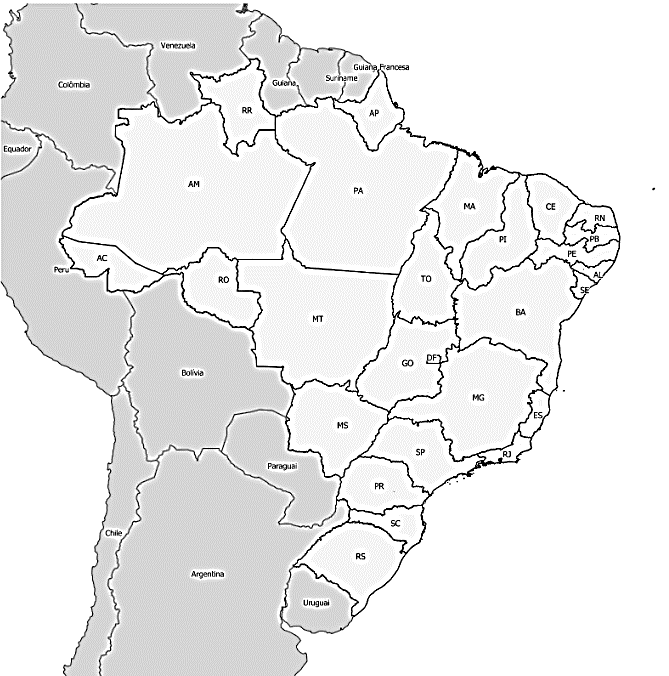 Venezuela
Guiana Francesa
Suriname
Guiana
Colômbia
RR
AP
Equador
AM
PA
MA
CE
RN
PI
PB
PE
AC
Peru
RO
TO
AL
SE
BA
MT
GO
DF
Bolívia
MG
ES
MS
SP
RJ
Paraguai
PR
SC
Chile
RS
Argentina
Uruguai